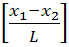 [x₁−x₂ / L]